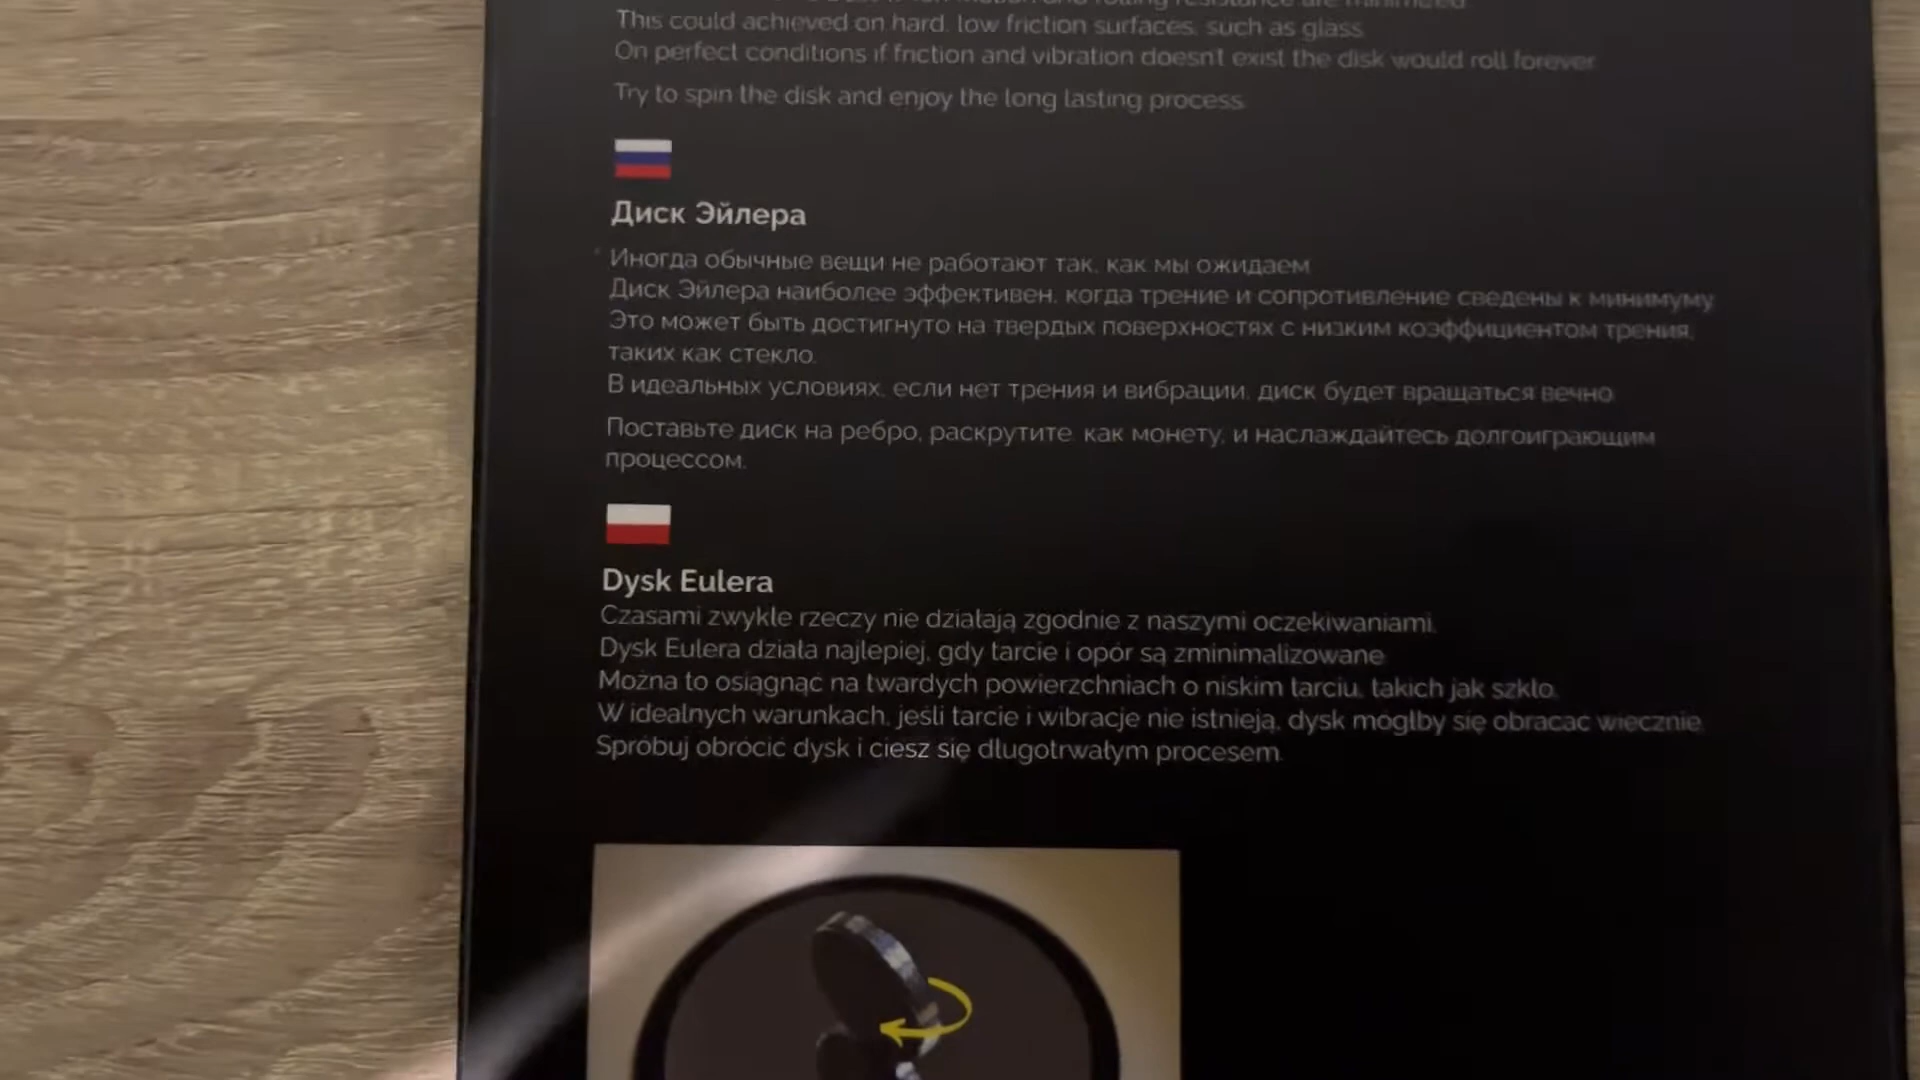 rolling resistance are minimized
This could achieved on hard, low friction surfaces, such as glass
On perfect conditions if friction and vibration doesn't exist the disk would roll forever
Try to spin the disk and enjoy the long lasting process
Диск Эйлера
Иногда обычные вещи не работают так, как мы ожидаем
Диск Эйлера наиболее эффективен, когда трение и сопротивление сведены к минимуму
Это может быть достигнуто на твердых поверхностях с низким коэффициентом трения,
таких как стекло.
В идеальных условиях, если нет трения и вибрации, диск будет вращаться вечно
Поставьте диск на ребро, раскрутите как монету, и наслаждайтесь долгоиграющим
процессом.
Dysk Eulera
Czasami zwykłe rzeczy nie działają zgodnie z naszymi oczekiwaniami.
Dysk Eulera działa najlepiej, gdy tarcie i opór są zminimalizowane
Można to osiągnąć na twardych powierzchniach o niskim tarciu, takich jak szkło.
W idealnych warunkach, jeśli tarcie i wibracje nie istnieją, dysk mógłby się obracać wiecznie
Spróbuj obrócić dysk i ciesz się długotrwałym procesem